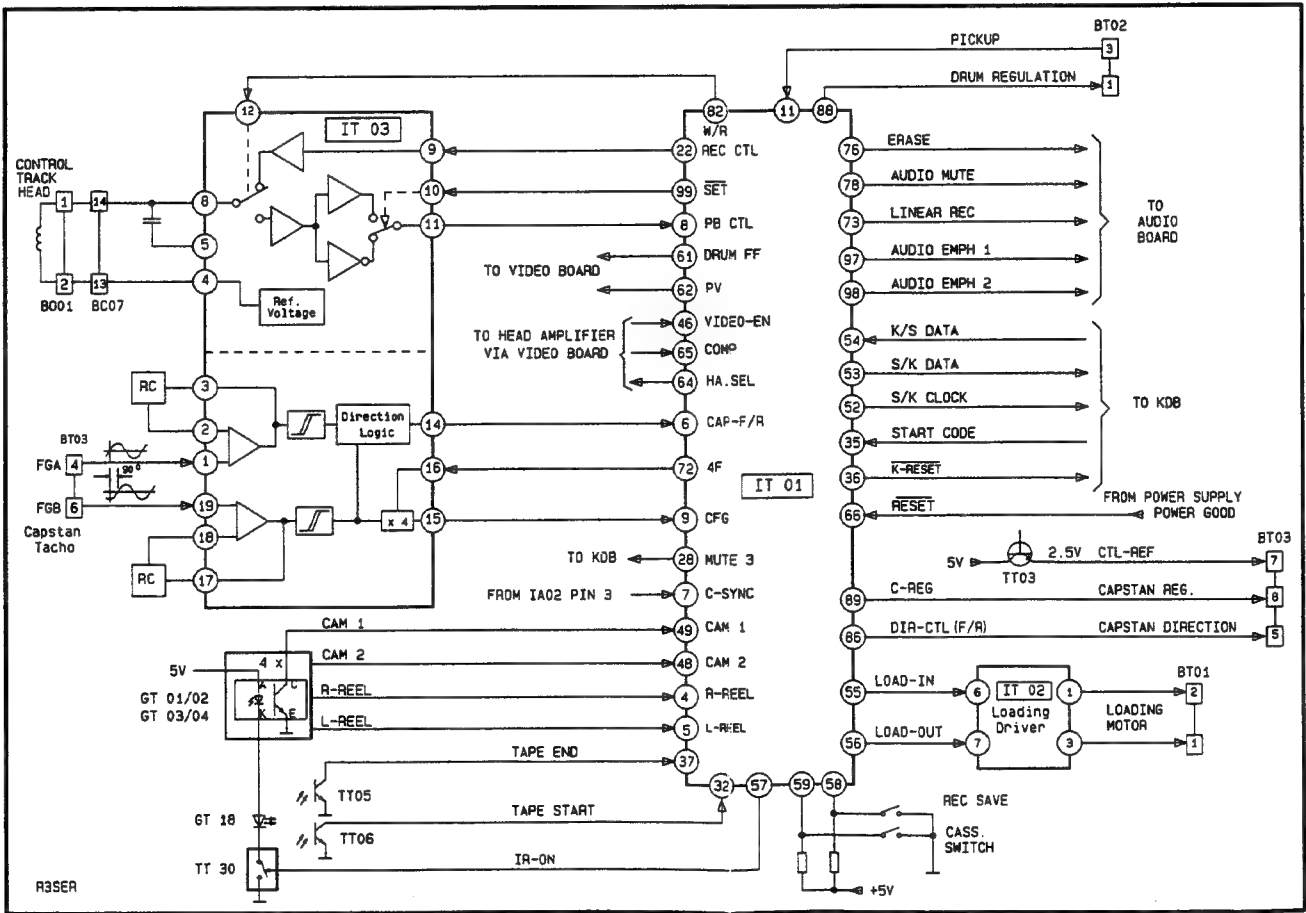 BT02
PICKUP
3
DRUM REGULATION
1
12
82
11
88
W/R
IT 03
9
22
REC CTL
76
ERASE
CONTROL
TRACK
HEAD
10
99
SET
78
AUDIO MUTE
TO
AUDIO
BOARD
1
14
8
11
8
PB CTL
73
LINEAR REC
5
61
DRUM FF
97
AUDIO EMPH 1
TO VIDEO BOARD
2
13
4
62
PV
98
AUDIO EMPH 2
B001
BC07
Ref.
Voltage
46
VIDEO-EN
54
K/S DATA
TO HEAD AMPLIFIER
VIA VIDEO BOARD
65
COMP
53
S/K DATA
64
HA.SEL
52
S/K CLOCK
TO KDB
RC
3
2
Direction
Logic
14
6
CAP-F/R
35
START CODE
BT03
FGA
4
1
90°
16
72
4F
IT 01
36
K-RESET
FGB
6
19
x 4
15
9
CFG
66
RESET
FROM POWER SUPPLY
POWER GOOD
Capstan
Tacho
18
RC
17
TO KDB
28
MUTE 3
5V
TT03
2.5V
CTL-REF
BT03
7
FROM IA02 PIN 3
7
C-SYNC
89
C-REG
CAPSTAN REG.
8
CAM 1
49
CAM 1
86
DIR-CTL (F/R)
CAPSTAN DIRECTION
5
CAM 2
48
CAM 2
5V
4 X
A
C
K
E
GT 01/02
GT 03/04
R-REEL
4
R-REEL
55
LOAD-IN
6
IT 02
1
BT01
2
L-REEL
5
L-REEL
Loading
Driver
LOADING
MOTOR
56
LOAD-OUT
7
3
1
TAPE END
37
32
57
59
58
TT05
REC SAVE
GT 18
TAPE START
TT06
CASS.
SWITCH
TT 30
IR-ON
+5V
R3SER